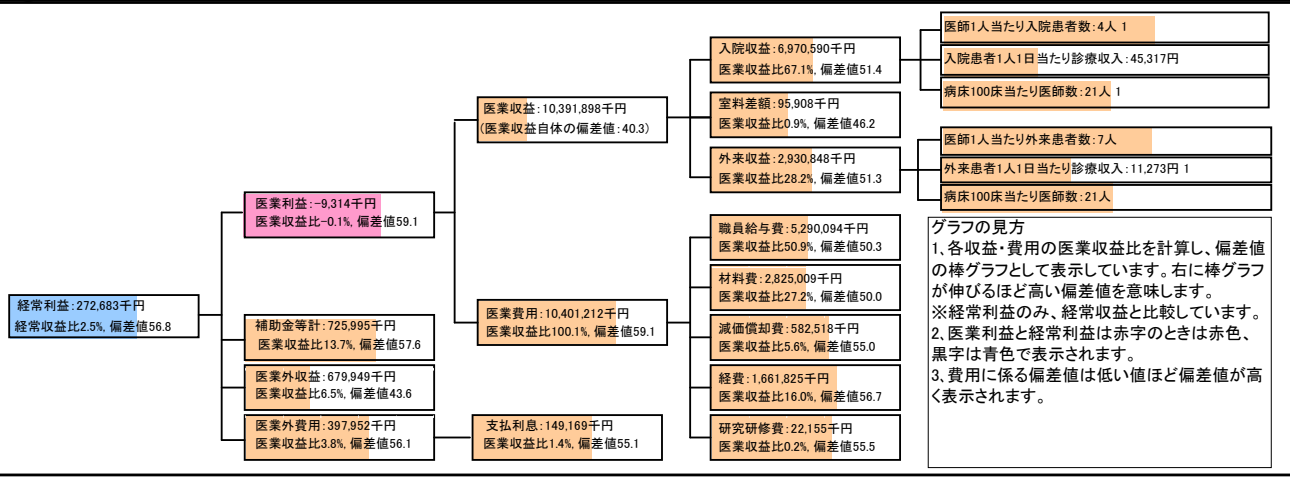 経常利益:272,683千円
経常収益比2.5%, 偏差値56.8
医業利益:-9,314千円
医業収益比-0.1%, 偏差値59.1
補助金等計:725,995千円
医業収益比13.7%, 偏差値57.6
医業外収益:679,949千円
医業収益比6.5%, 偏差値43.6
医業外費用:397,952千円
医業収益比3.8%, 偏差値56.1
医業収益:10,391,898千円
(医業収益自体の偏差値:40.3)
医業費用:10,401,212千円
医業収益比100.1%, 偏差値59.1
支払利息:149,169千円
医業収益比1.4%, 偏差値55.1
入院収益:6,970,590千円
医業収益比67.1%, 偏差値51.4
室料差額:95,908千円
医業収益比0.9%, 偏差値46.2
外来収益:2,930,848千円
医業収益比28.2%, 偏差値51.3
職員給与費:5,290,094千円
医業収益比50.9%, 偏差値50.3
材料費:2,825,009千円
医業収益比27.2%, 偏差値50.0
減価償却費:582,518千円
医業収益比5.6%, 偏差値55.0
経費:1,661,825千円
医業収益比16.0%, 偏差値56.7
研究研修費:22,155千円
医業収益比0.2%, 偏差値55.5
医師1人当たり入院患者数:4人 1
入院患者1人1日当たり診療収入:45,317円
病床100床当たり医師数:21人 1
医師1人当たり外来患者数:7人
外来患者1人1日当たり診療収入:11,273円 1
病床100床当たり医師数:21人
グラフの見方
1、各収益・費用の医業収益比を計算し、偏差値
の棒グラフとして表示しています。右に棒グラフ
が伸びるほど高い偏差値を意味します。
※経常利益のみ、経常収益と比較しています。
2、医業利益と経常利益は赤字のときは赤色、
黒字は青色で表示されます。
3、費用に係る偏差値は低い値ほど偏差値が高
く表示されます。